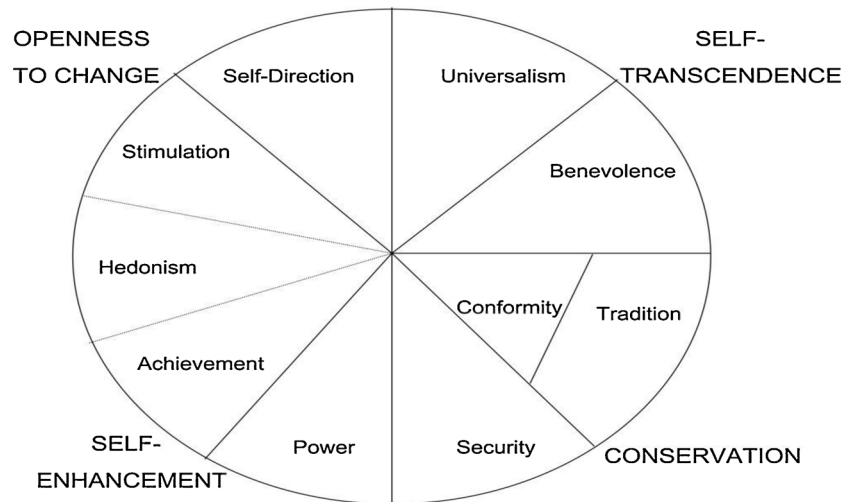 OPENNESS
TO CHANGE
SELF-
TRANSCENDENCE
Self-Direction
Universalism
Stimulation
Benevolence
Hedonism
Conformity
Tradition
Achievement
SELF-
ENHANCEMENT
Power
Security
CONSERVATION